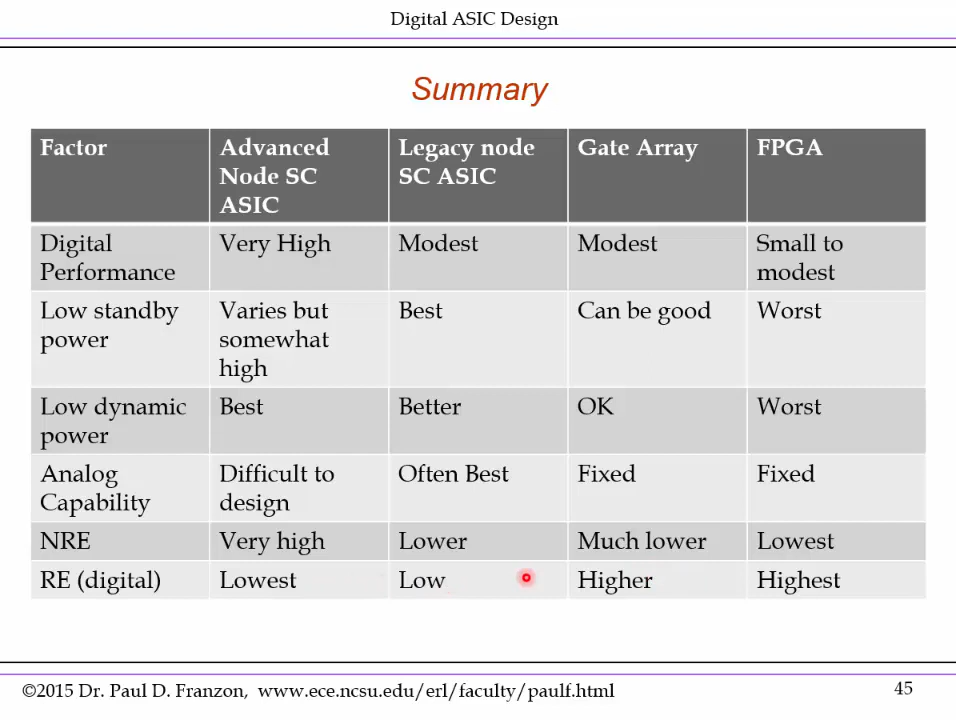 Digital ASIC Design
Summary
Factor
Advanced
Node SC
ASIC
Legacy node
SC ASIC
Gate Array
FPGA
Digital
Performance
Very High
Modest
Modest
Small to
modest
Low standby
power
Varies but
somewhat
high
Best
Can be good
Worst
Low dynamic
power
Best
Better
OK
Worst
Analog
Capability
Difficult to
design
Often Best
Fixed
Fixed
NRE
Very high
Lower
Much lower
Lowest
RE (digital)
Lowest
Low
Higher
Highest
©2015 Dr. Paul D. Franzon, www.ece.ncsu.edu/erl/faculty/paulf.html
45